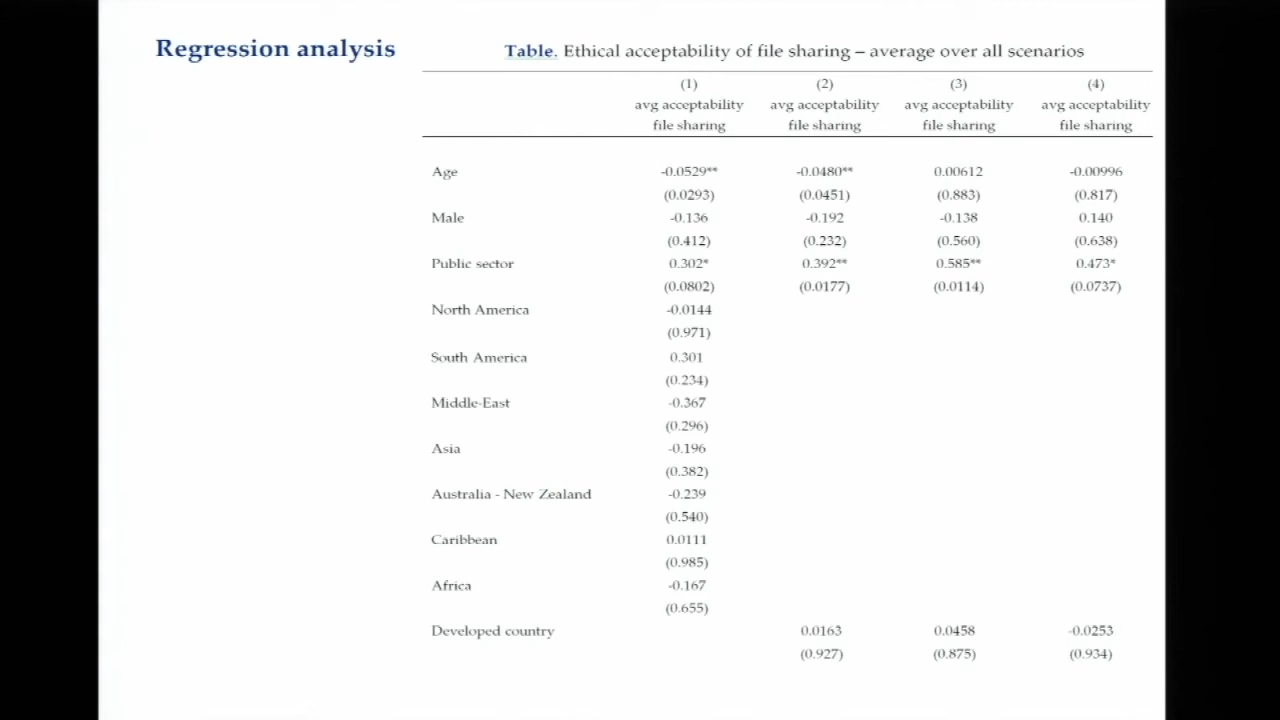 Regression analysis
Table. Ethical acceptability of file sharing – average over all scenarios
(1) (2) (3) (4)
avg acceptability avg acceptability avg acceptability avg acceptability
file sharing file sharing file sharing file sharing
Age -0.0529** -0.0480** 0.00612 -0.00996
(0.0293) (0.0451) (0.883) (0.817)
Male -0.136 -0.192 -0.138 0.140
(0.412) (0.232) (0.560) (0.638)
Public sector 0.302* 0.392** 0.585** 0.473*
(0.0802) (0.0177) (0.0114) (0.0737)
North America -0.0144
(0.971)
South America 0.301
(0.234)
Middle-East -0.367
(0.296)
Asia -0.196
(0.382)
Australia - New Zealand -0.239
(0.540)
Caribbean 0.0111
(0.985)
Africa -0.167
(0.655)
Developed country 0.0163 0.0458 -0.0253
(0.927) (0.875) (0.934)